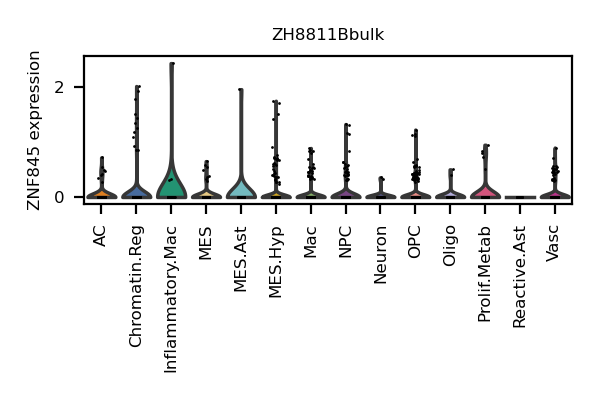 ZH8811Bbulk
ZNF845 expression
2
0
AC
Chromatin.Reg
Inflammatory.Mac
MES
MES.Ast
MES.Hyp
Mac
NPC
Neuron
OPC
Oligo
Prolif.Metab
Reactive.Ast
Vasc